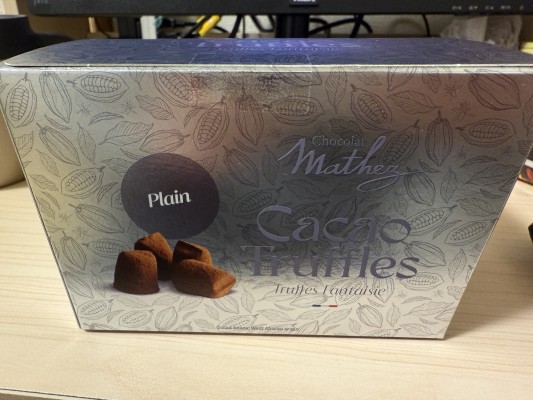 Plain
Chocolat
Mathez
Cacao
Truffles
Truffes Fantaisie